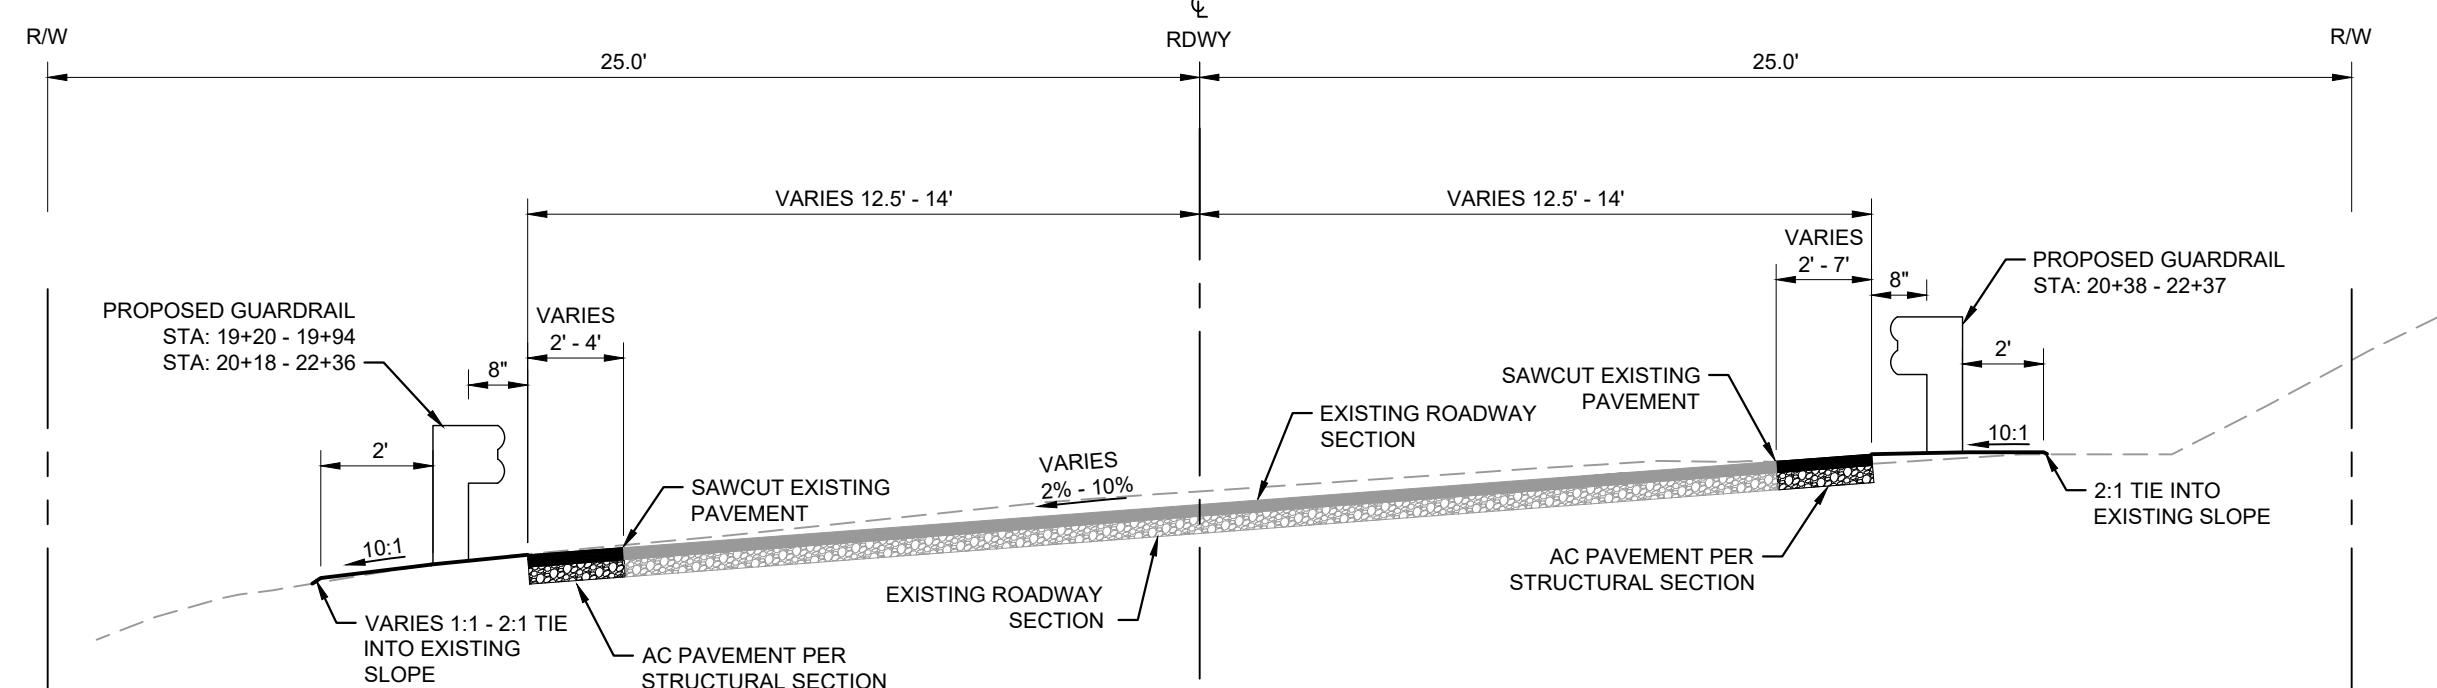 ℄
R/W
RDWY
R/W
25.0'
25.0'
VARIES 12.5' - 14'
VARIES 12.5' - 14'
VARIES
2' - 7'
8"
PROPOSED GUARDRAIL
STA: 20+38 - 22+37
PROPOSED GUARDRAIL
STA: 19+20 - 19+94
STA: 20+18 - 22+36
VARIES
2' - 4'
8"
2'
SAWCUT EXISTING
PAVEMENT
EXISTING ROADWAY
SECTION
2'
10:1
VARIES
2% - 10%
SAWCUT EXISTING
PAVEMENT
2:1 TIE INTO
EXISTING SLOPE
10:1
AC PAVEMENT PER
STRUCTURAL SECTION
EXISTING ROADWAY
SECTION
VARIES 1:1 - 2:1 TIE
INTO EXISTING
SLOPE
AC PAVEMENT PER
STRUCTURAL SECTION